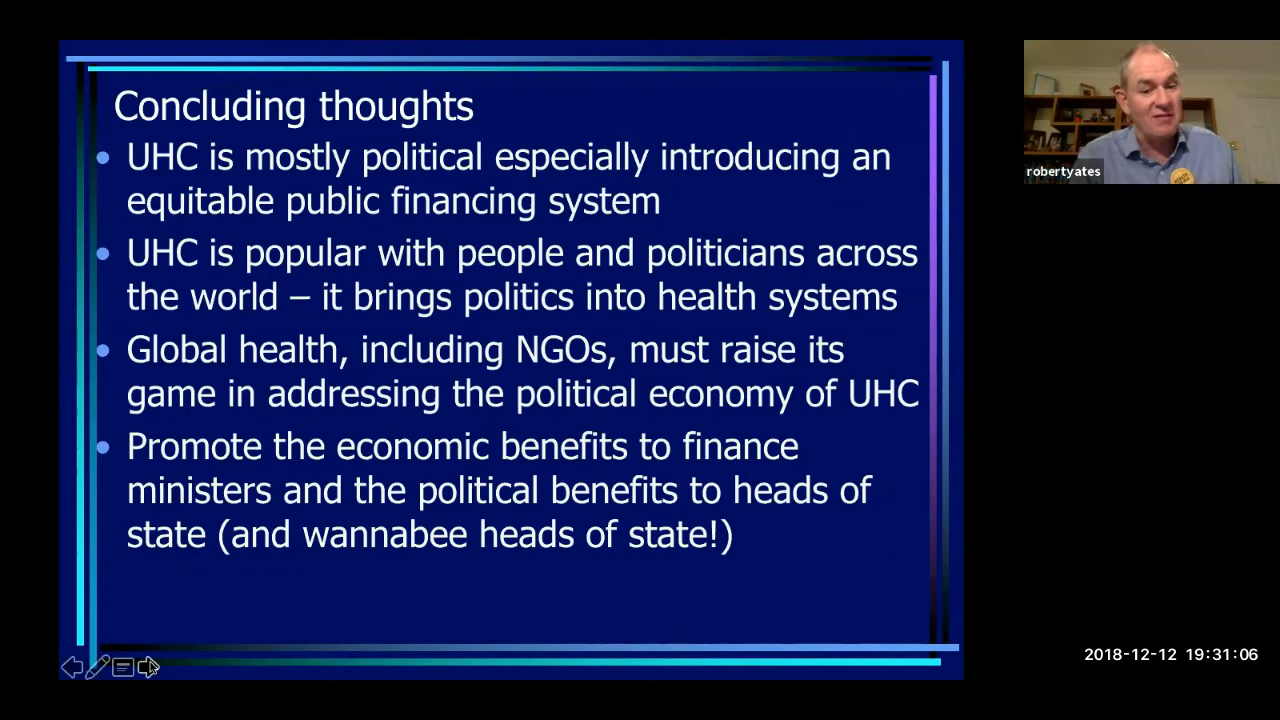 Concluding thoughts
UHC is mostly political especially introducing an
equitable public financing system
UHC is popular with people and politicians across
the world – it brings politics into health systems
Global health, including NGOs, must raise its
game in addressing the political economy of UHC
Promote the economic benefits to finance
ministers and the political benefits to heads of
state (and wannabee heads of state!)
robertyates
2018-12-12 19:31:06